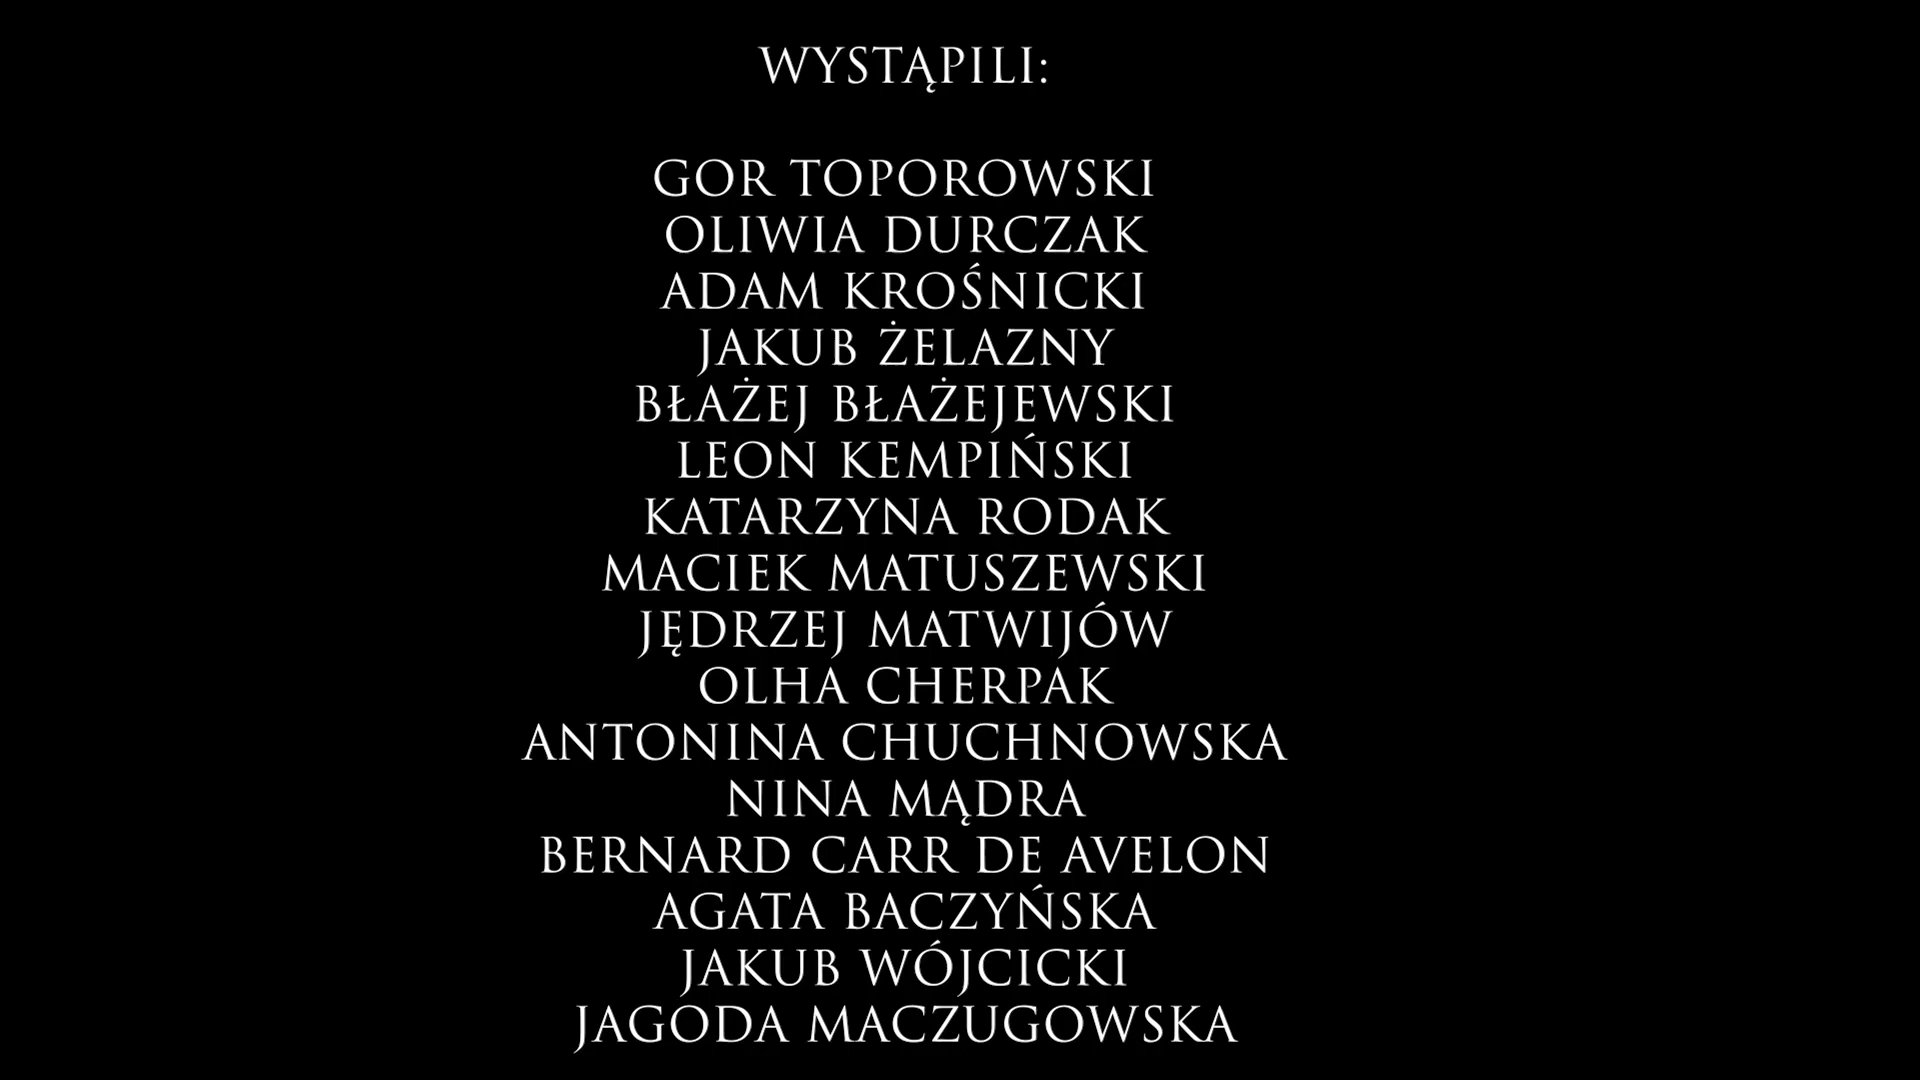 WYSTĄPILI:
GOR TOPOROWSKI
OLIWIA DURCZAK
ADAM KROŚNICKI
JAKUB ŻELAZNY
BŁAŻEJ BŁAŻEJEWSKI
LEON KEMPIŃSKI
KATARZYNA RODAK
MACIEK MATUSZEWSKI
JĘDRZEJ MATWIJÓW
OLHA CHERPAK
ANTONINA CHUCHNOWSKA
NINA MĄDRA
BERNARD CARR DE AVELON
AGATA BACZYŃSKA
JAKUB WÓJCICKI
JAGODA MACZUGOWSKA